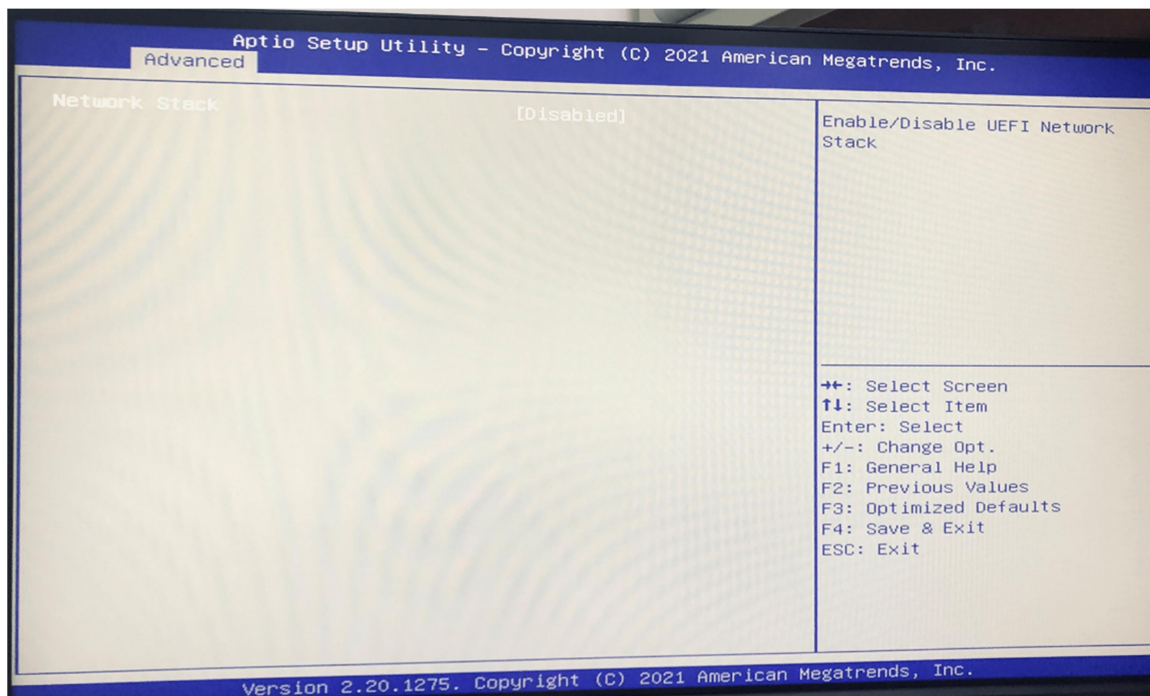 Aptio Setup Utility – Copyright (C) 2021 American Megatrends, Inc.
Advanced
Network Stack [Disabled]
Enable/Disable UEFI Network
Stack
→←: Select Screen
↑↓: Select Item
Enter: Select
+/-: Change Opt.
F1: General Help
F2: Previous Values
F3: Optimized Defaults
F4: Save & Exit
ESC: Exit
Version 2.20.1275. Copyright (C) 2021 American Megatrends, Inc.